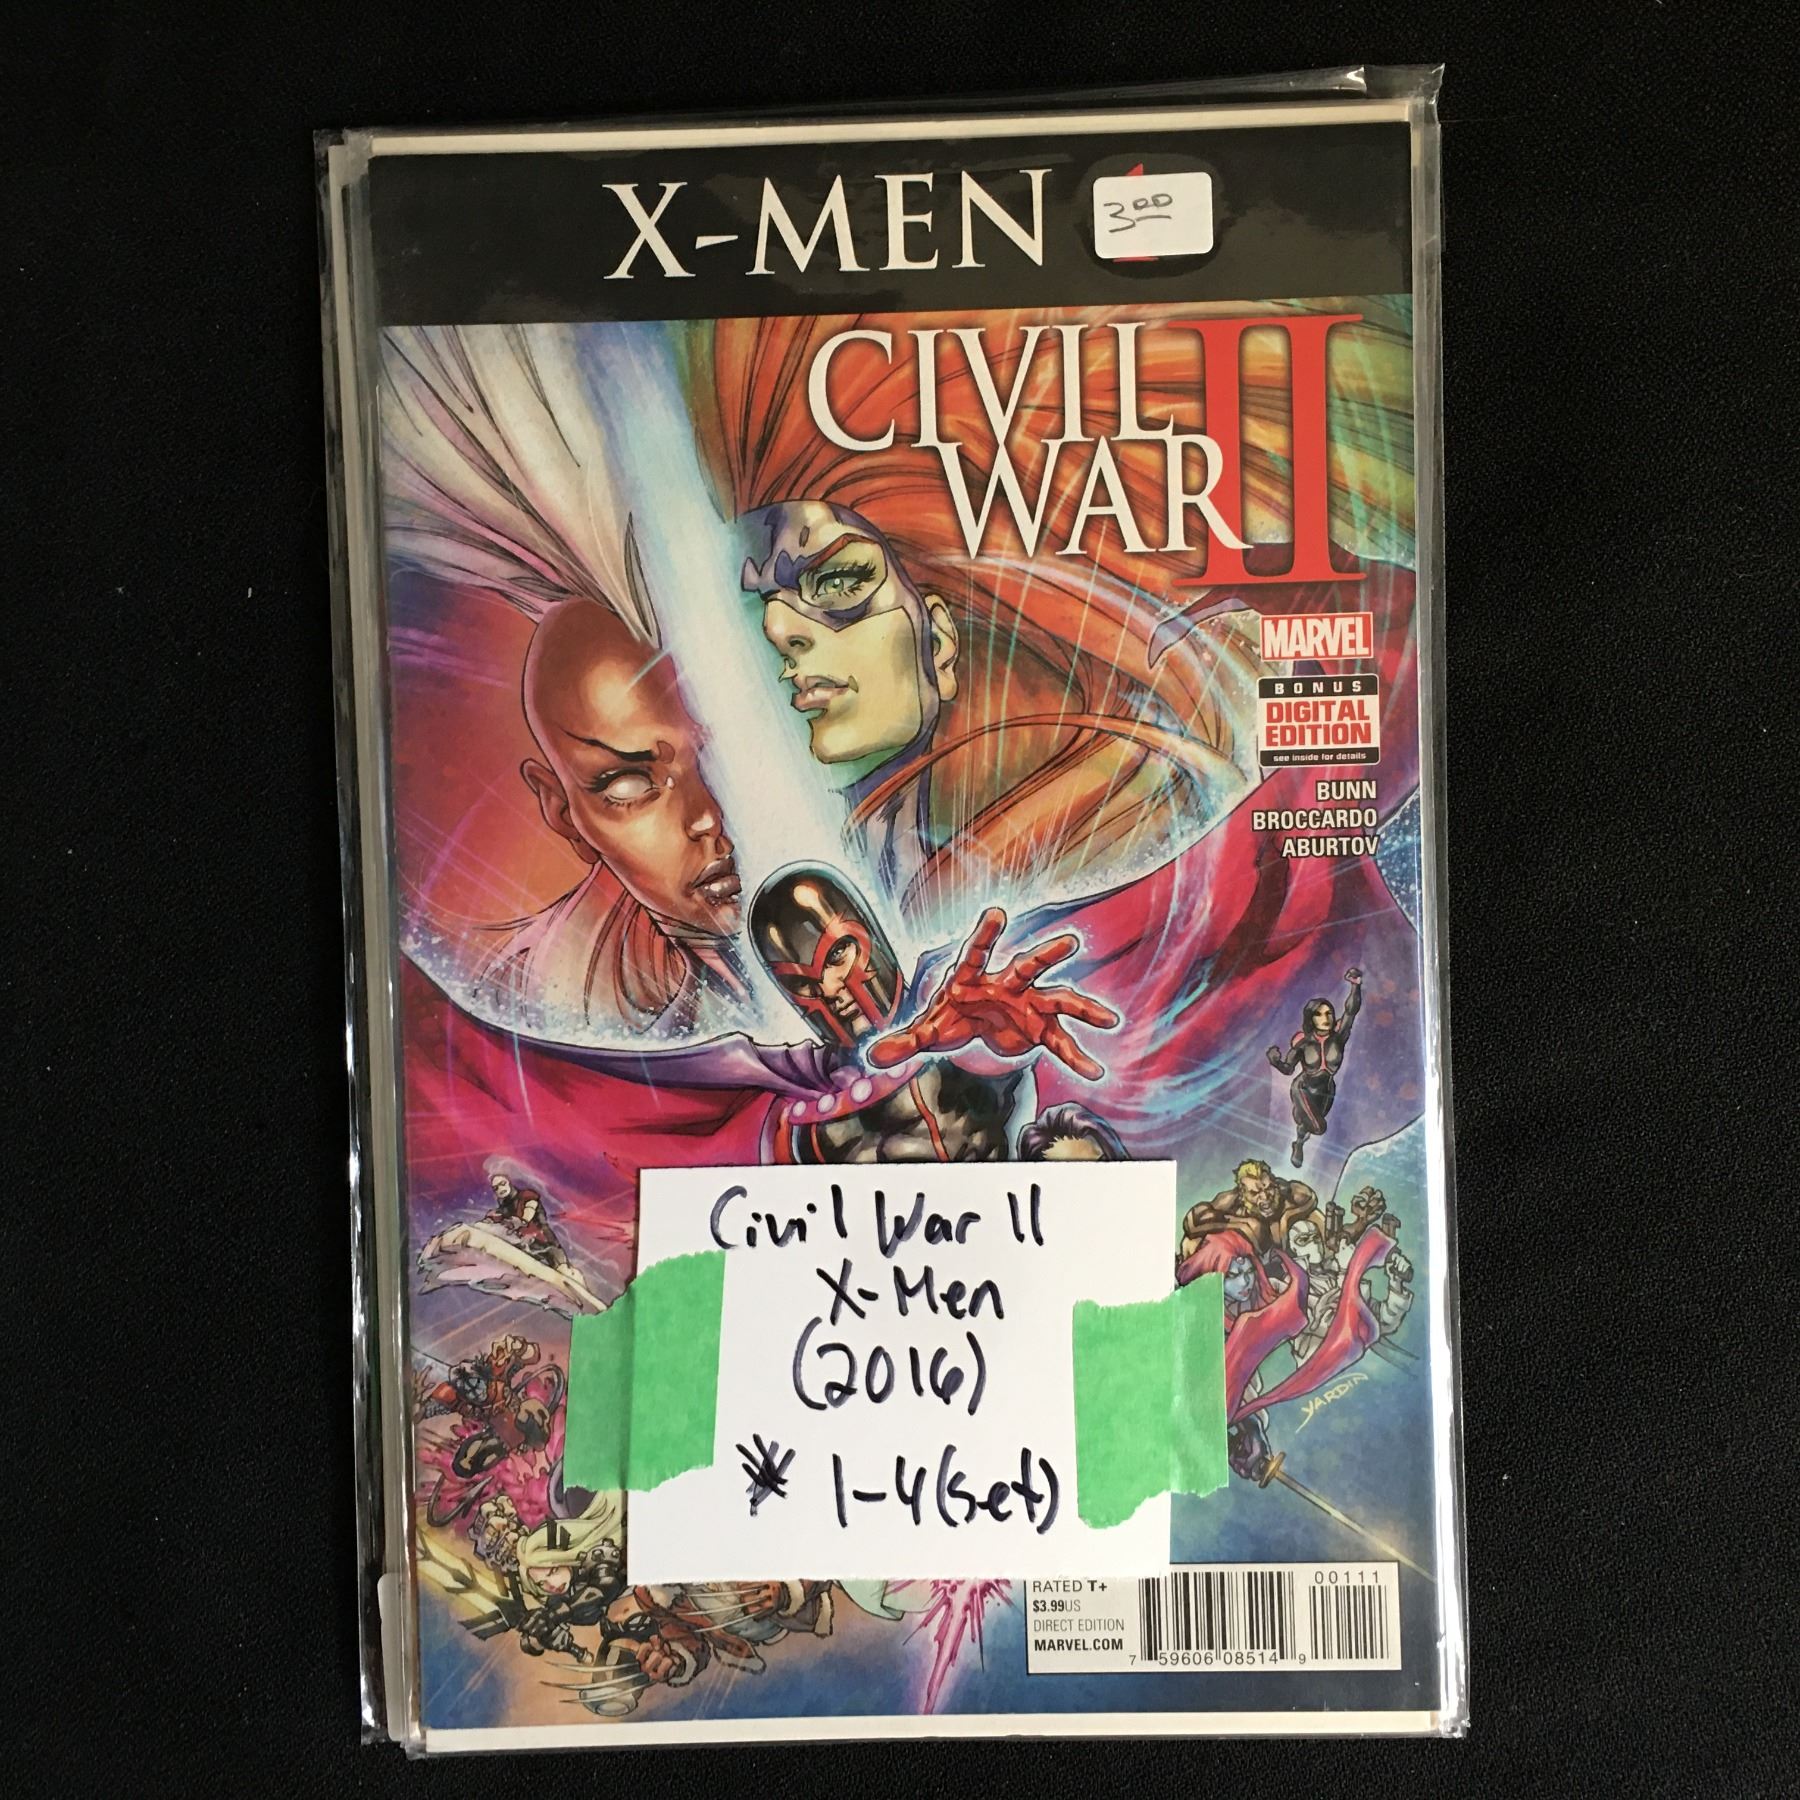 X-MEN
3.00
CIVIL
WAR II
MARVEL
BONUS
DIGITAL
EDITION
see inside for details
BUNN
BROCCARDO
ABURTOV
Civil War II
X-Men
(2016)
* 1-4 (set)
YARDIN
RATED T+
$3.99US
DIRECT EDITION
MARVEL.COM
00111
7 59606 08514 9